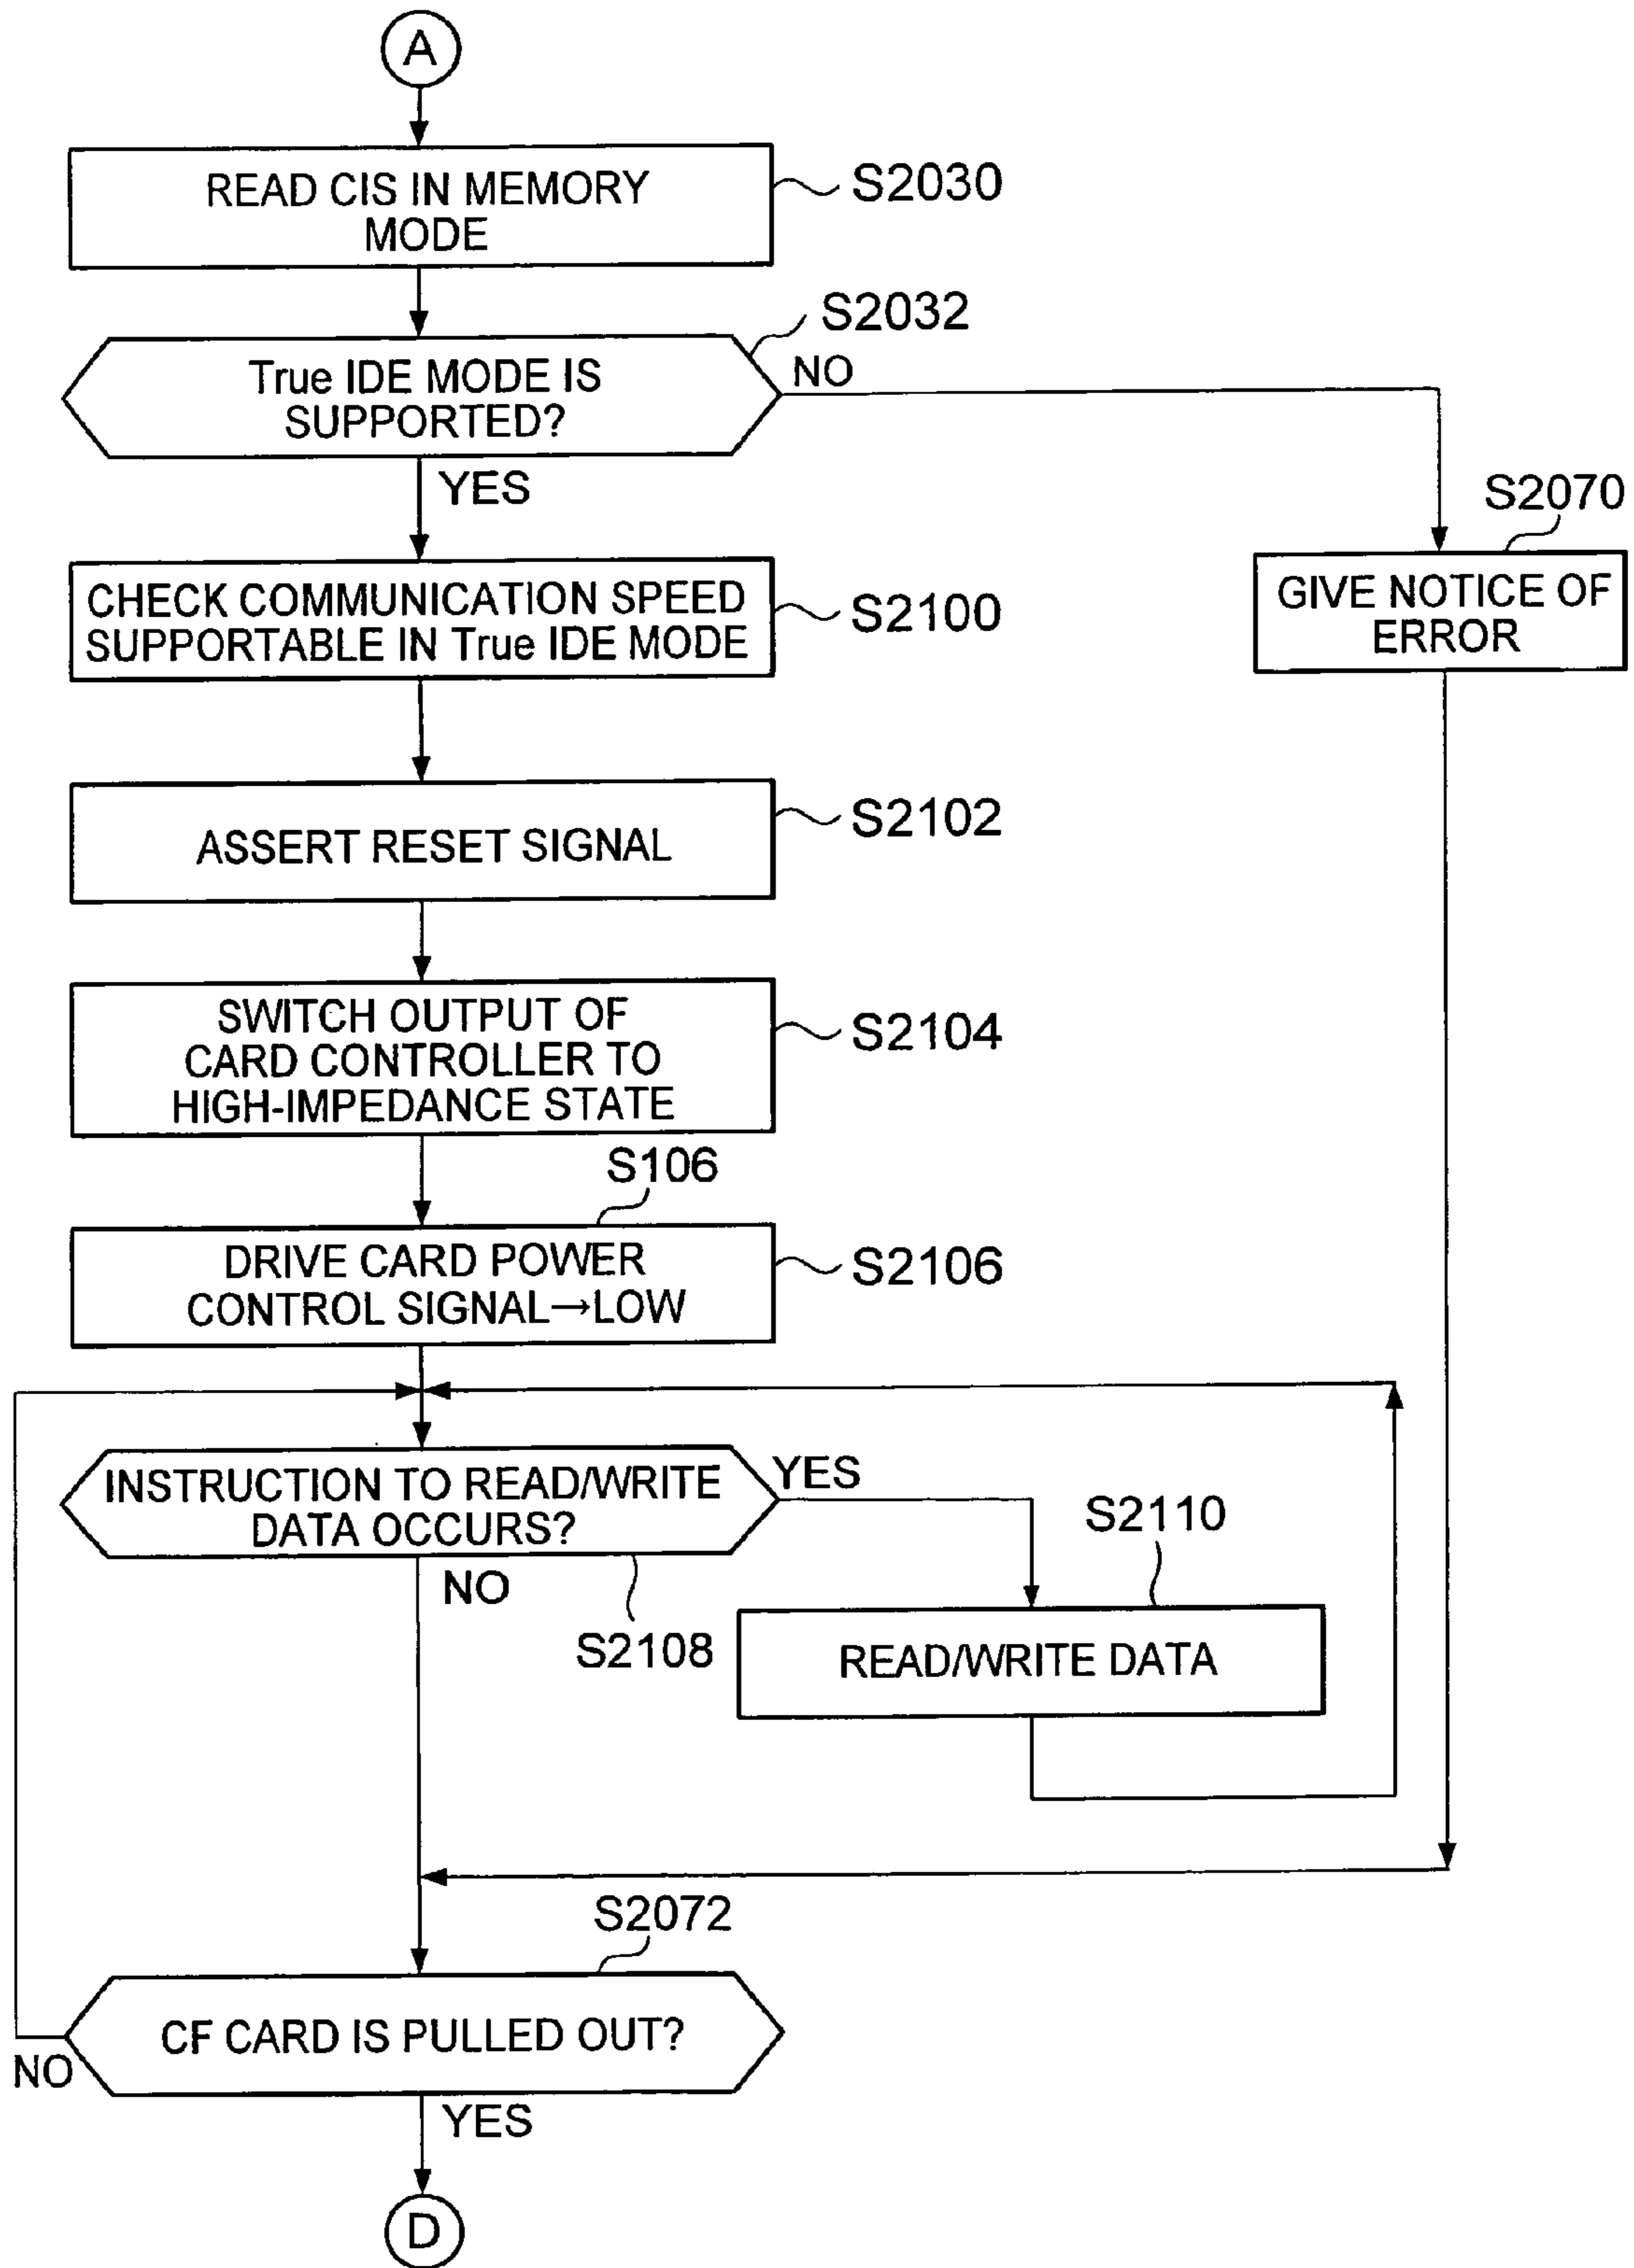 A
READ CIS IN MEMORY
MODE
S2030
S2032
True IDE MODE IS
SUPPORTED?
NO
YES
S2070
GIVE NOTICE OF
ERROR
CHECK COMMUNICATION SPEED
SUPPORTABLE IN True IDE MODE
S2100
ASSERT RESET SIGNAL
S2102
SWITCH OUTPUT OF
CARD CONTROLLER TO
HIGH-IMPEDANCE STATE
S2104
S106
DRIVE CARD POWER
CONTROL SIGNAL→LOW
S2106
INSTRUCTION TO READ/WRITE
DATA OCCURS?
YES
NO
S2108
S2110
READ/WRITE DATA
S2072
CF CARD IS PULLED OUT?
NO
YES
D